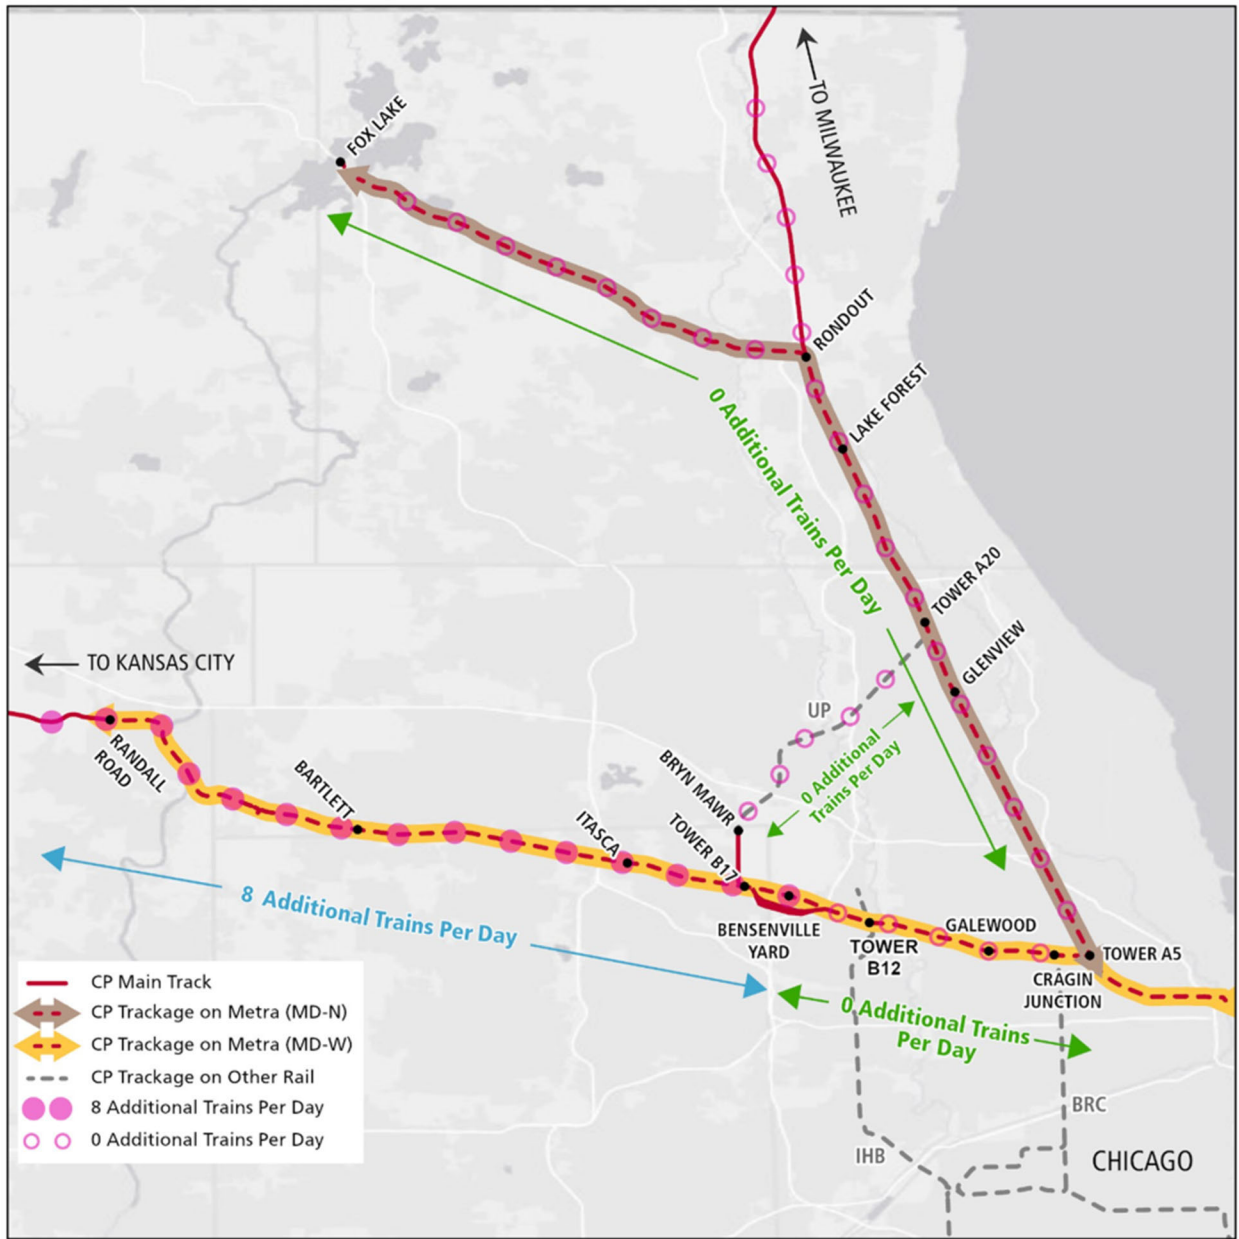 TO MILWAUKEE
FOX LAKE
RONDOUT
LAKE FOREST
0 Additional Trains Per Day
TOWER A20
GLENVIEW
TO KANSAS CITY
UP
0 Additional
Trains Per Day
RANDALL
ROAD
BARTLETT
BRYN MAWR
ITASCA
TOWER B17
8 Additional Trains Per Day
BENSENVILLE
YARD
TOWER
B12
GALEWOOD
TOWER A5
CRAGIN
JUNCTION
0 Additional Trains
Per Day
CP Main Track
CP Trackage on Metra (MD-N)
CP Trackage on Metra (MD-W)
CP Trackage on Other Rail
8 Additional Trains Per Day
0 Additional Trains Per Day
BRC
IHB
CHICAGO